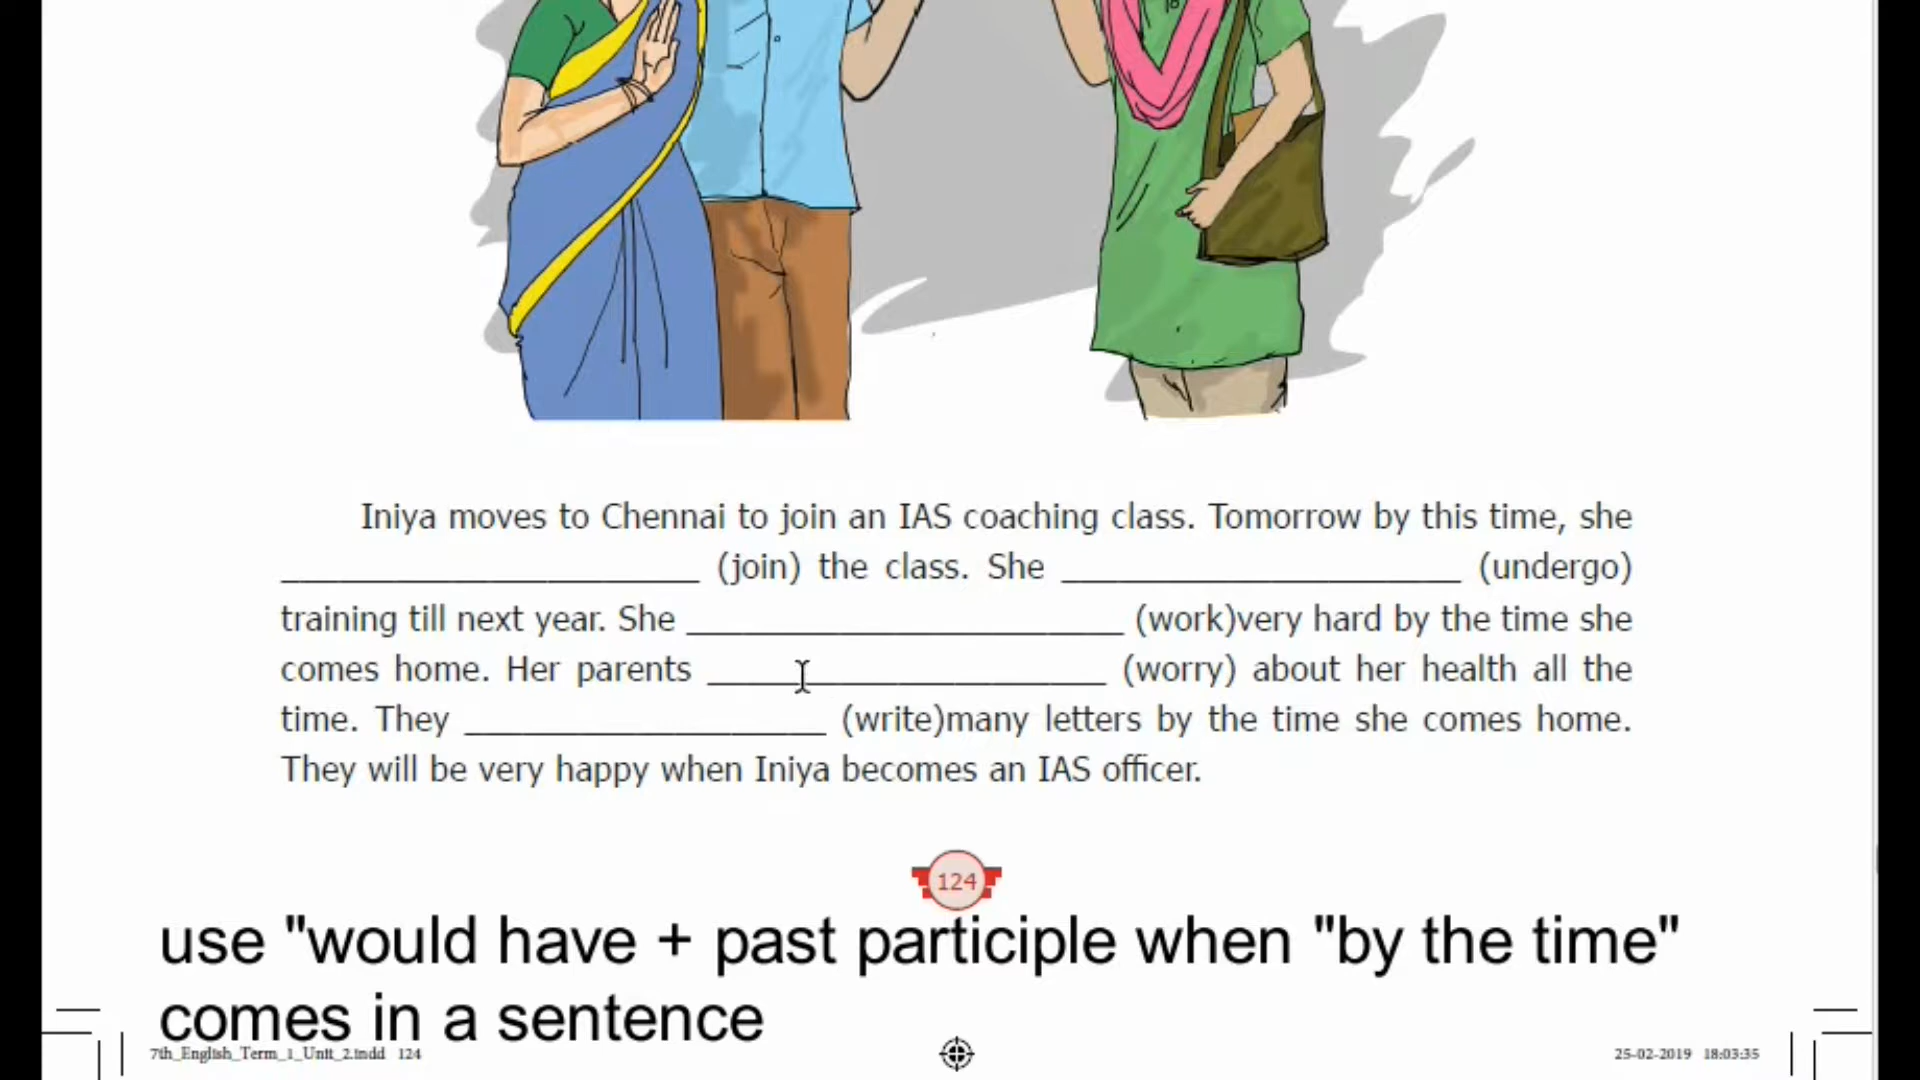 Iniya moves to Chennai to join an IAS coaching class. Tomorrow by this time, she
______________________ (join) the class. She _____________________ (undergo)
training till next year. She _______________________ (work)very hard by the time she
comes home. Her parents _____________________ (worry) about her health all the
time. They ___________________ (write)many letters by the time she comes home.
They will be very happy when Iniya becomes an IAS officer.
124
use "would have + past participle when "by the time"
comes in a sentence
7th_English_Term_1_Unit_2.indd 124
25-02-2019 18:03:35